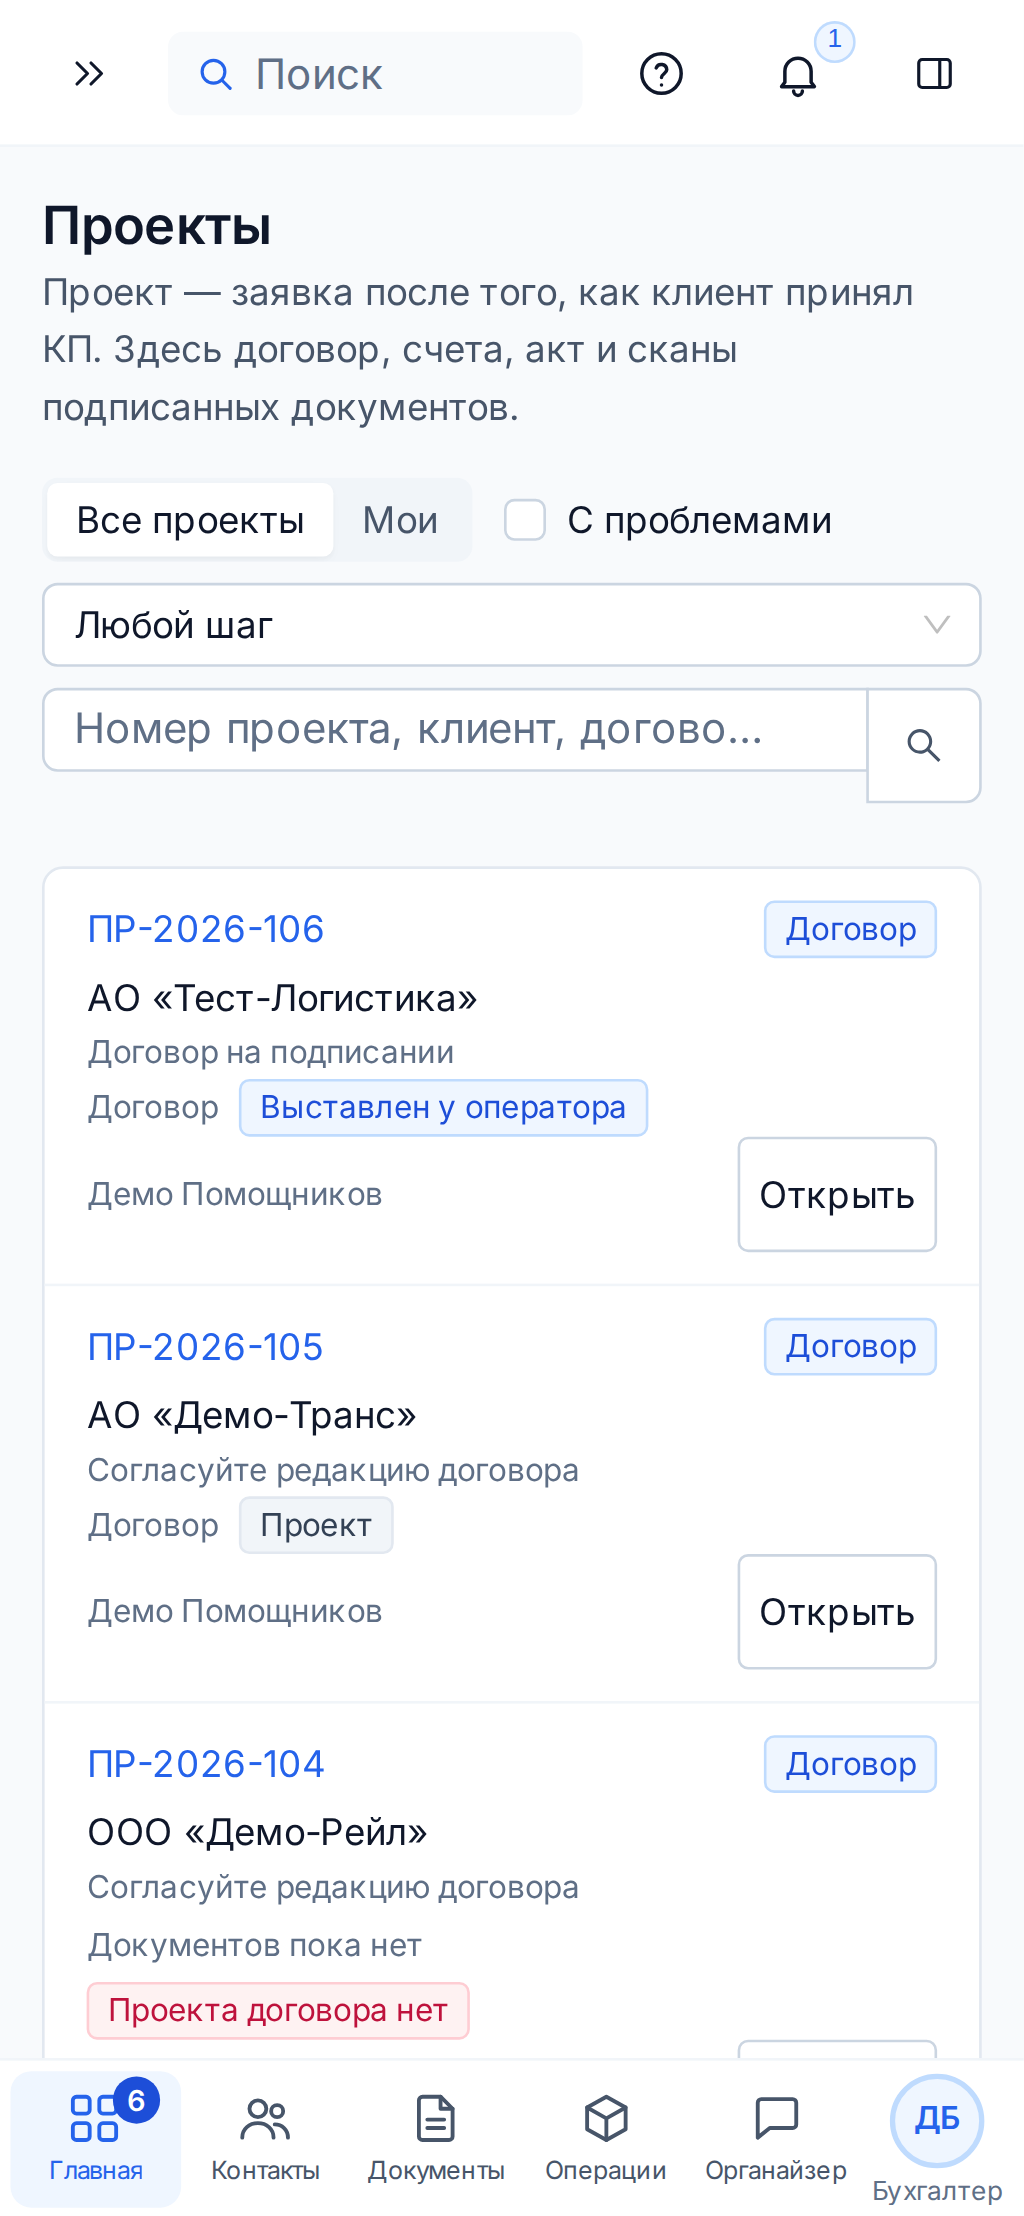 Поиск
1
Проекты
Проект — заявка после того, как клиент принял
КП. Здесь договор, счета, акт и сканы
подписанных документов.
Все проекты
Мои
С проблемами
Любой шаг
Номер проекта, клиент, догово...
ПР-2026-106
Договор
АО «Тест-Логистика»
Договор на подписании
Договор
Выставлен у оператора
Демо Помощников
Открыть
ПР-2026-105
Договор
АО «Демо-Транс»
Согласуйте редакцию договора
Договор
Проект
Демо Помощников
Открыть
ПР-2026-104
Договор
ООО «Демо-Рейл»
Согласуйте редакцию договора
Документов пока нет
Проекта договора нет
6
Главная
Контакты
Документы
Операции
Органайзер
ДБ
Бухгалтер